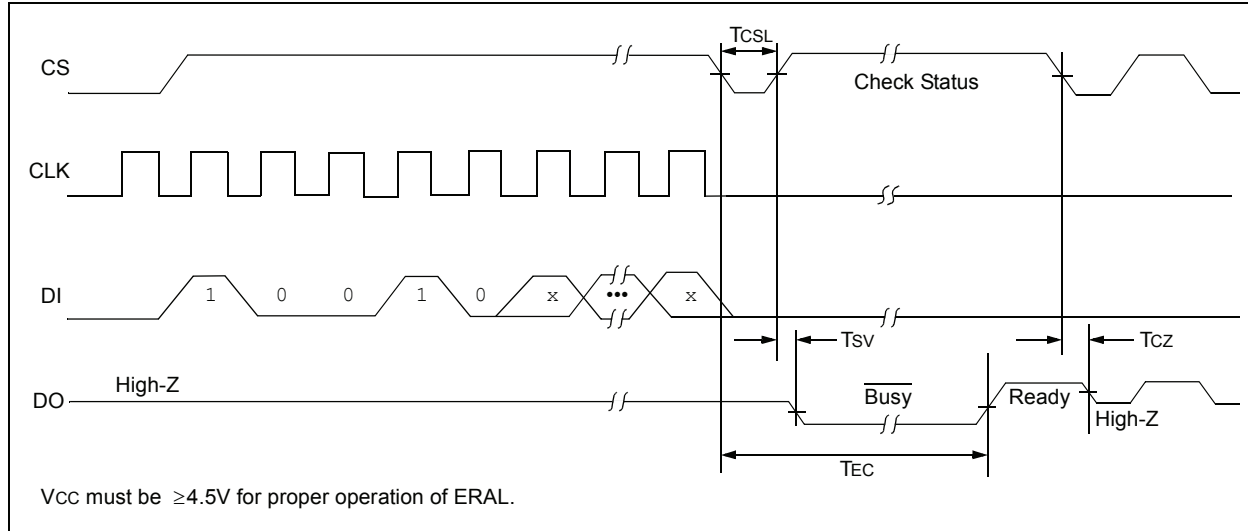 TCSL
CS
Check Status
CLK
DI
1 0 0 1 0 x ••• x
TSV
TCZ
High-Z
DO
Busy
Ready
High-Z
TEC
VCC must be ≥4.5V for proper operation of ERAL.